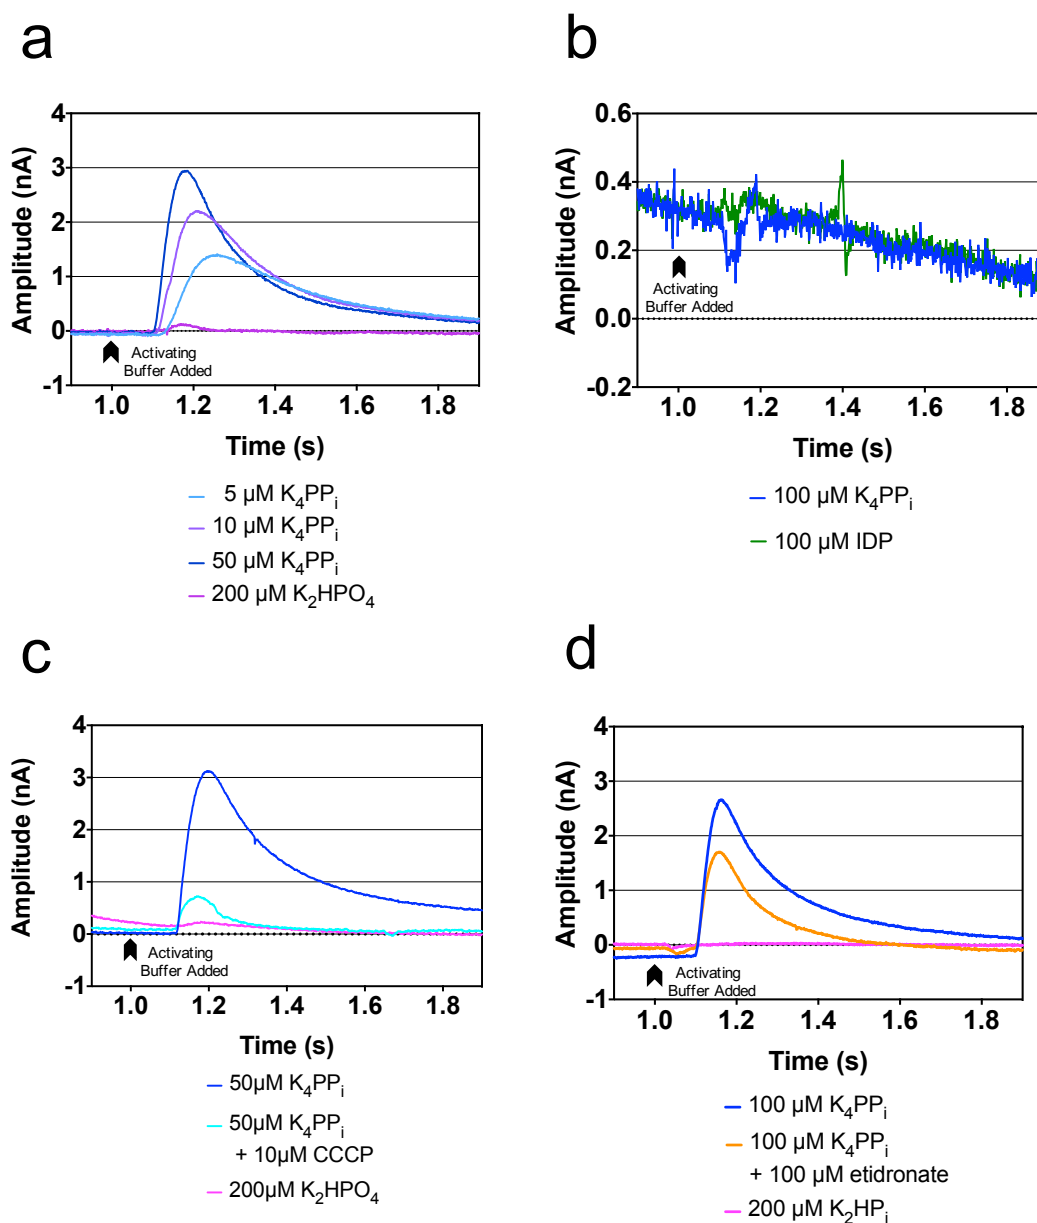 a
4
3
2
1
0
-1
Amplitude (nA)
Activating
Buffer Added
1.0 1.2 1.4 1.6 1.8
Time (s)
5 µM K₄PPᵢ
10 µM K₄PPᵢ
50 µM K₄PPᵢ
200 µM K₂HPO₄
b
0.6
0.4
0.2
0.0
-0.2
Amplitude (nA)
Activating
Buffer Added
1.0 1.2 1.4 1.6 1.8
Time (s)
100 µM K₄PPᵢ
100 µM IDP
c
4
3
2
1
0
-1
Amplitude (nA)
Activating
Buffer Added
1.0 1.2 1.4 1.6 1.8
Time (s)
50µM K₄PPᵢ
50µM K₄PPᵢ
+ 10µM CCCP
200µM K₂HPO₄
d
4
3
2
1
0
-1
Amplitude (nA)
Activating
Buffer Added
1.0 1.2 1.4 1.6 1.8
Time (s)
100 µM K₄PPᵢ
100 µM K₄PPᵢ
+ 100 µM etidronate
200 µM K₂HPᵢ